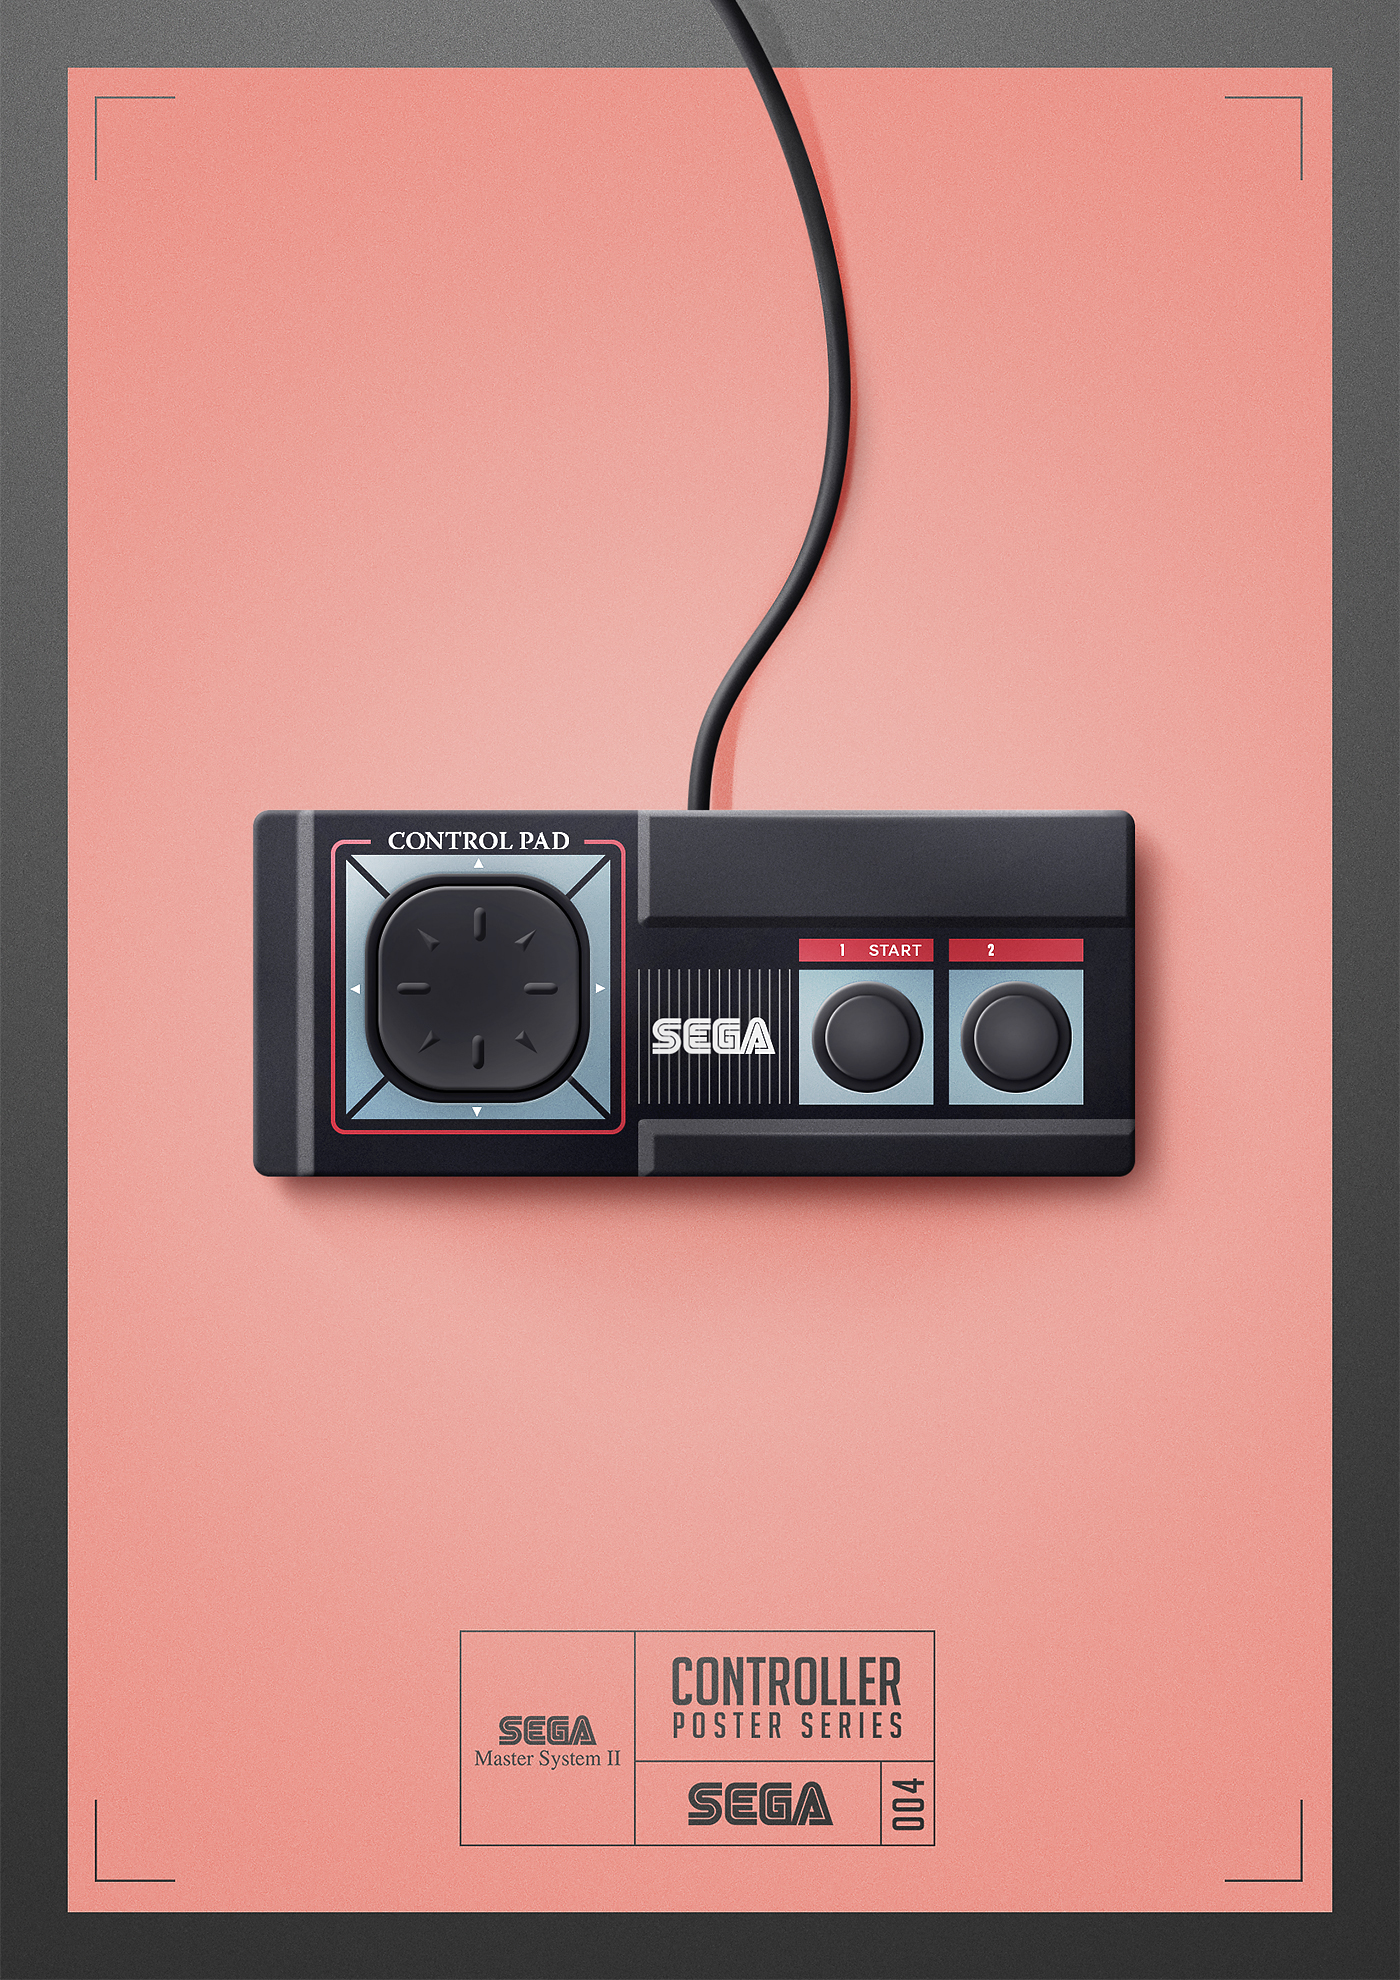 CONTROL PAD
1 START
2
SEGA
SEGA
Master System II
CONTROLLER
POSTER SERIES
SEGA
004